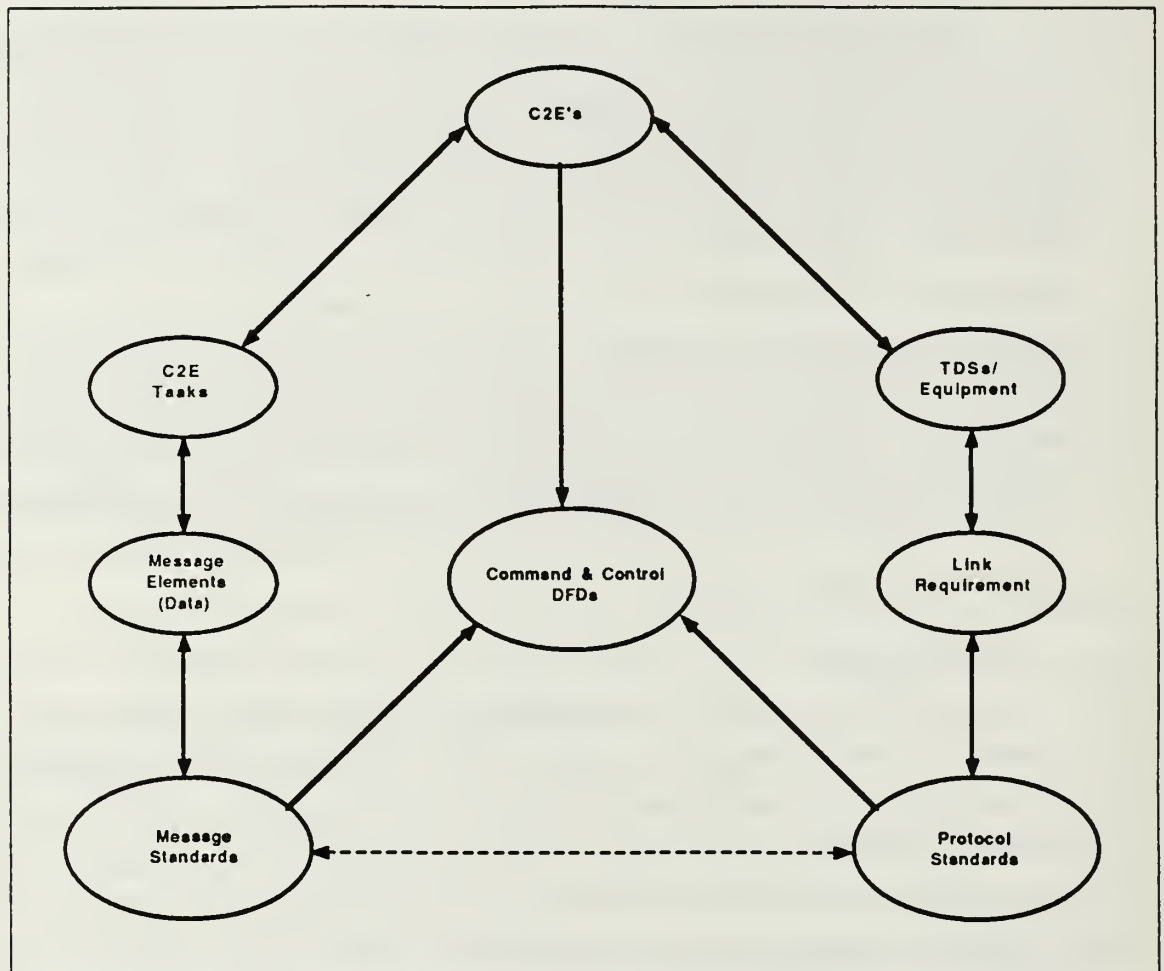 C2E's
C2E
Tasks
TDSs/
Equipment
Message
Elements
(Data)
Command & Control
DFDs
Link
Requirement
Message
Standards
Protocol
Standards